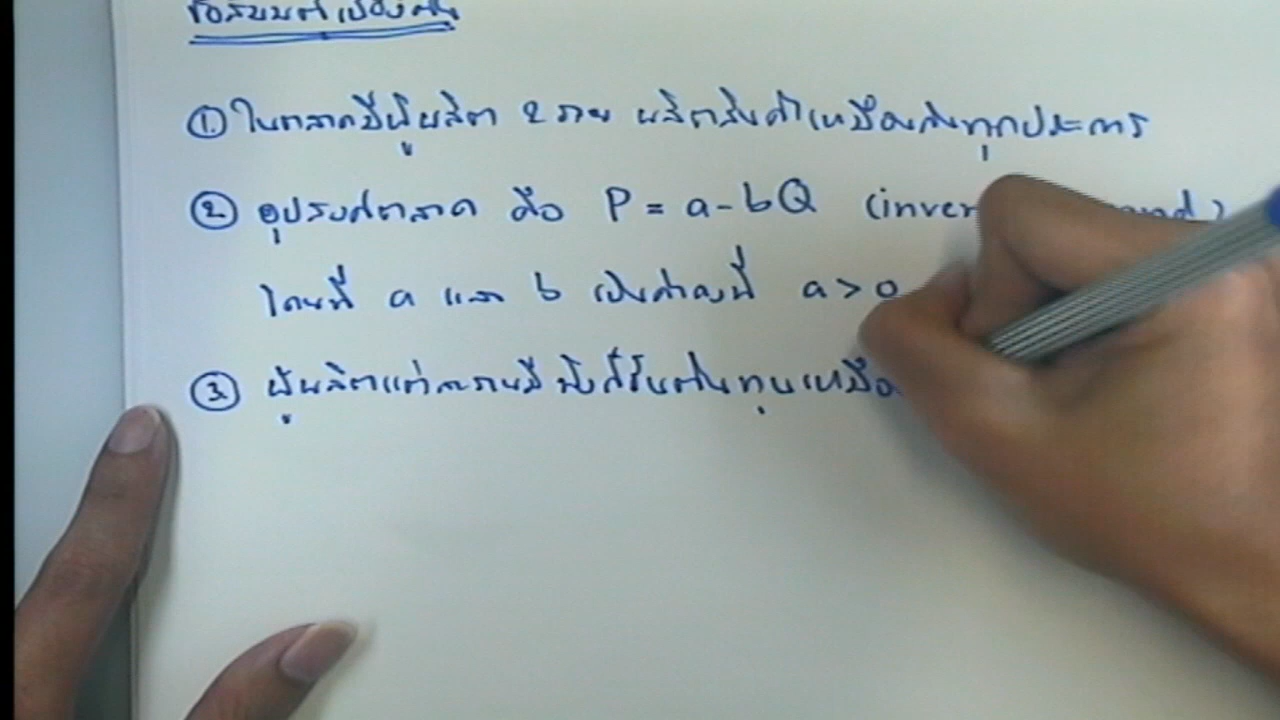 ข้อสมมติเบื้องต้น
① ในตลาดมีผู้ผลิต 2 ราย ผลิตสินค้าเหมือนกันทุกประการ
② อุปสงค์ตลาด คือ P = a - bQ (inver
โดยที่ a และ b เป็นค่าคงที่ a > 0
③ ผู้ผลิตแต่ละรายมีฟังก์ชันต้นทุนเหมือ